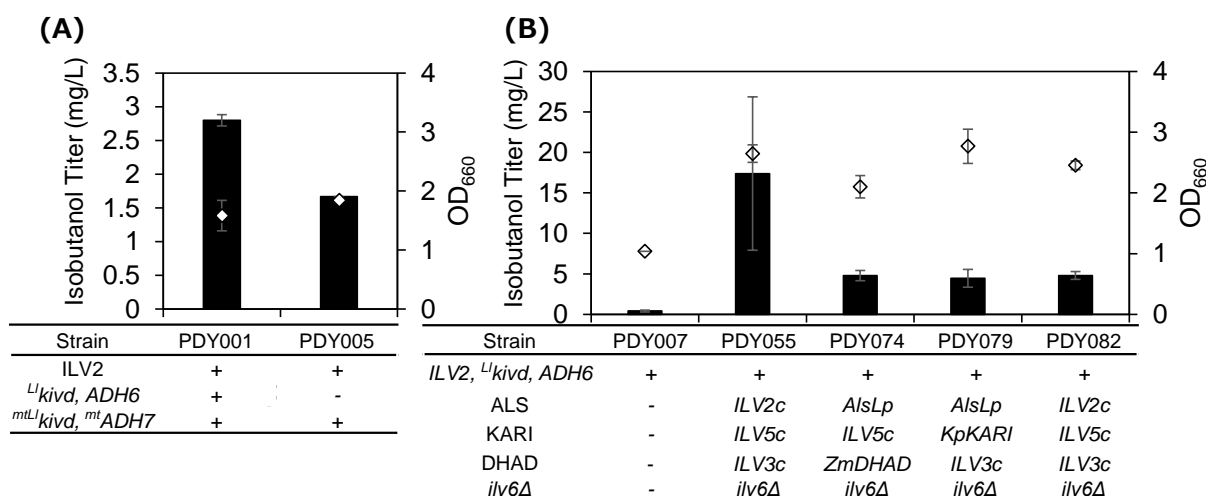 (A)
(B)
Isobutanol Titer (mg/L)
3.5
3
2.5
2
1.5
1
0.5
0
4
3
2
1
0
OD660
Isobutanol Titer (mg/L)
30
25
20
15
10
5
0
4
3
2
1
0
OD660
Strain PDY001 PDY005
ILV2 + +
Llkivd, ADH6 + -
mtLlkivd, mtADH7 + +
Strain PDY007 PDY055 PDY074 PDY079 PDY082
ILV2, Llkivd, ADH6 + + + + +
ALS - ILV2c AlsLp AlsLp ILV2c
KARI - ILV5c ILV5c KpKARI ILV5c
DHAD - ILV3c ZmDHAD ILV3c ILV3c
ilv6Δ - ilv6Δ ilv6Δ ilv6Δ ilv6Δ